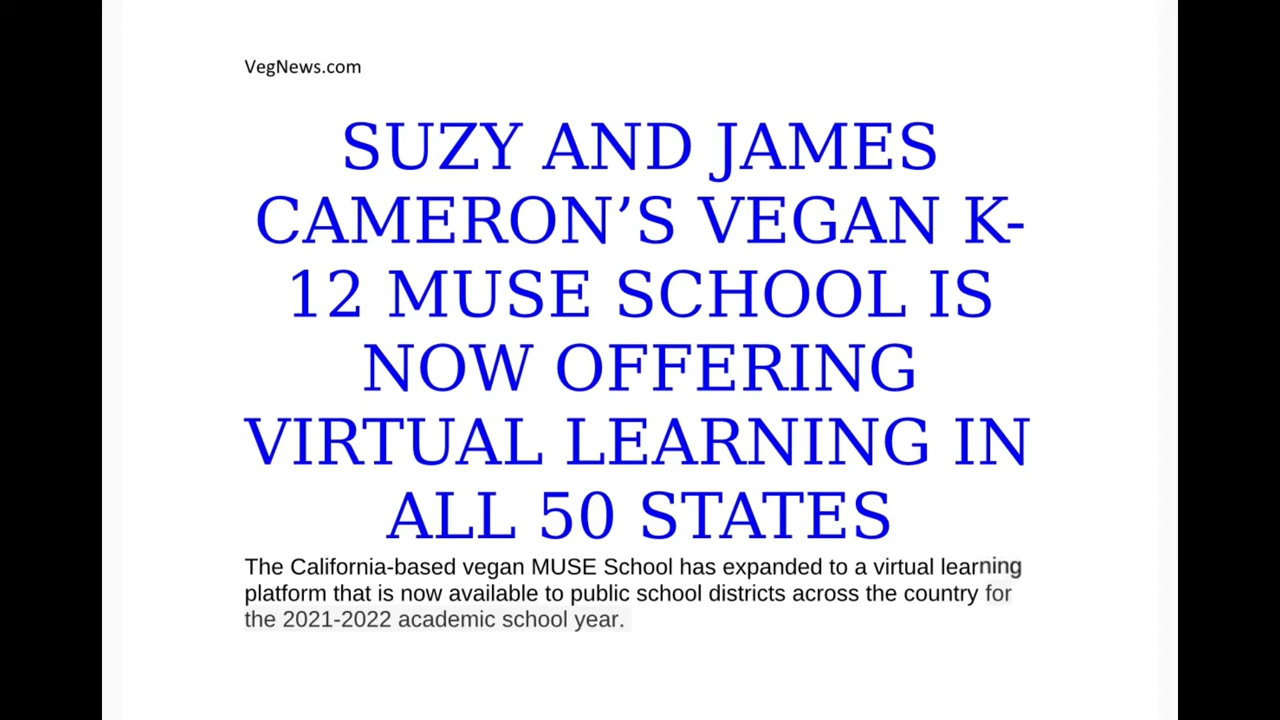 VegNews.com
SUZY AND JAMES
CAMERON’S VEGAN K-
12 MUSE SCHOOL IS
NOW OFFERING
VIRTUAL LEARNING IN
ALL 50 STATES
The California-based vegan MUSE School has expanded to a virtual learning
platform that is now available to public school districts across the country for
the 2021-2022 academic school year.